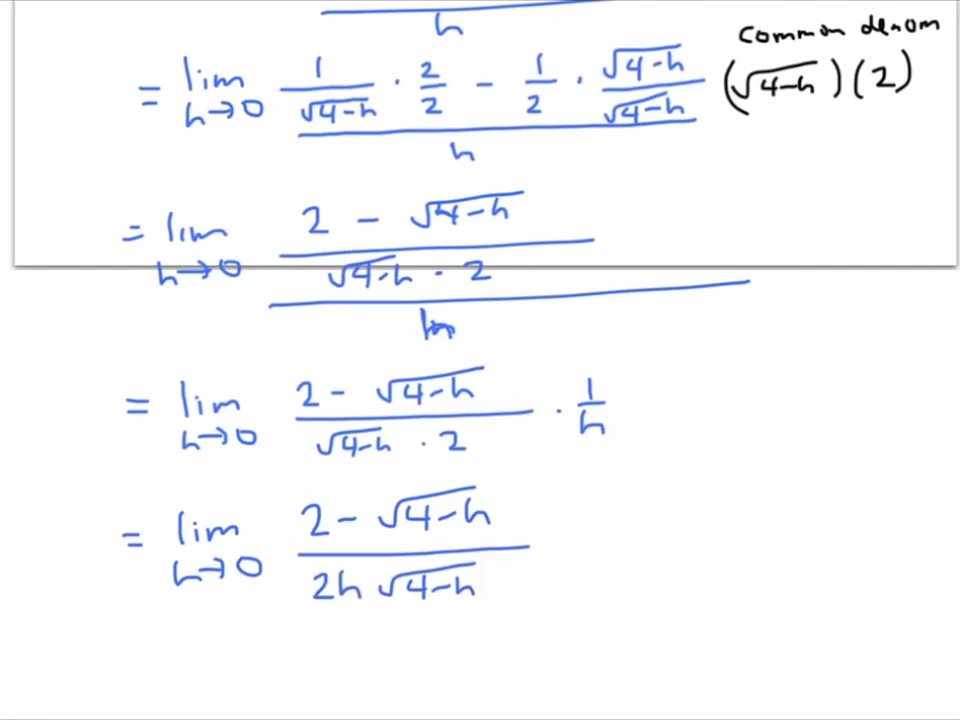 h
common denom
= lim h→0 (1/√(4-h) · 2/2 - 1/2 · √(4-h)/√(4-h)) / h (√4-h)(2)
= lim h→0 ((2 - √(4-h)) / (√(4-h) · 2)) / h
= lim h→0 (2 - √(4-h)) / (√(4-h) · 2) · 1/h
= lim h→0 (2 - √(4-h)) / (2h √(4-h))